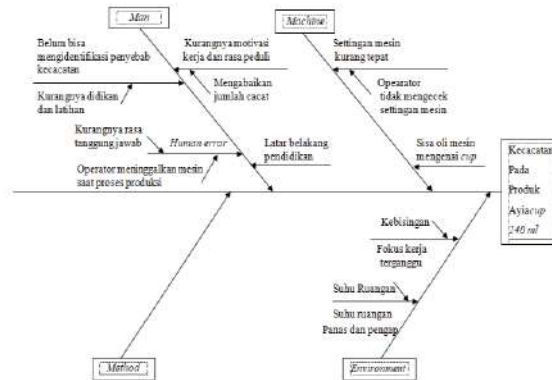 Man
Machine
Belum bisa
mengidentifikasi penyebab
kecacatan
Kurangnya motivasi
kerja dan rasa peduli
Settingan mesin
kurang tepat
Mengabaikan
jumlah cacat
Opearator
tidak mengecek
settingan mesin
Kurangnya didikan
dan latihan
Kurangnya rasa
tanggung jawab
Human error
Latar belakang
pendidikan
Sisa oli mesin
mengenai cup
Operator meninggalkan mesin
saat proses produksi
Kecacatan
Pada
Produk
Ayia cup
240 ml
Kebisingan
Fokus kerja
terganggu
Suhu Ruangan
Suhu ruangan
Panas dan pengap
Method
Environment